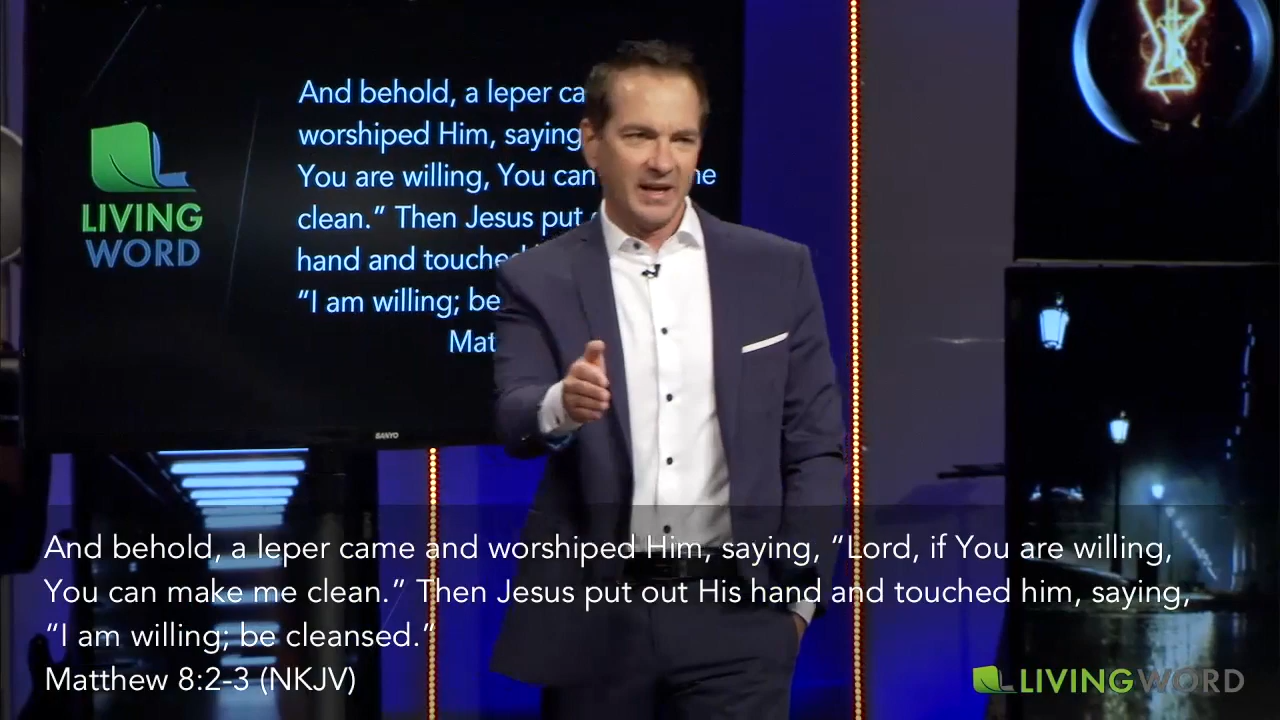 And behold, a leper ca
worshiped Him, saying
You are willing, You can
clean.” Then Jesus put
hand and touched
“I am willing; be
Mat
LIVING
WORD
SANYO
And behold, a leper came and worshiped Him, saying, “Lord, if You are willing,
You can make me clean.” Then Jesus put out His hand and touched him, saying,
“I am willing; be cleansed.”
Matthew 8:2-3 (NKJV)
LIVINGWORD